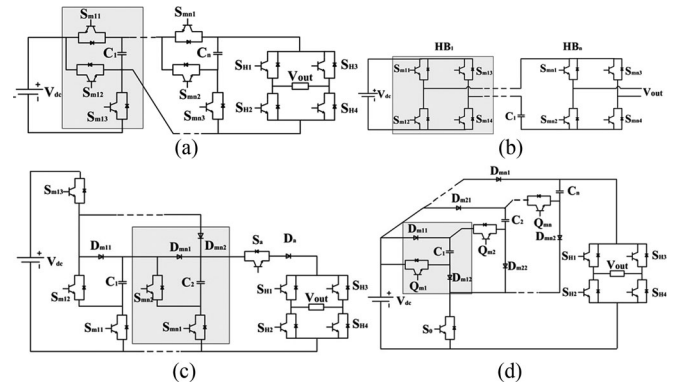 Sm11
Smn1
C1
Cn
SH1
SH3
Vdc
Sm12
Smn2
Vout
Sm13
Smn3
SH2
SH4
(a)
HB1
HBn
Sm11
Sm13
Smn1
Smn3
Vdc
Vout
Sm12
Sm14
C1
Smn2
Smn4
(b)
Sm13
Dm11
Dmn1
Dmn2
Sa
Da
Vdc
Sm12
C1
Smn2
C2
SH1
SH3
Vout
Sm11
Smn1
SH2
SH4
(c)
Dmn1
Dm21
Cn
Qmn
Dm11
C2
Dmn2
Qm2
C1
SH1
SH3
Dm22
Qm1
Dm12
Vout
Vdc
SH2
SH4
S0
(d)